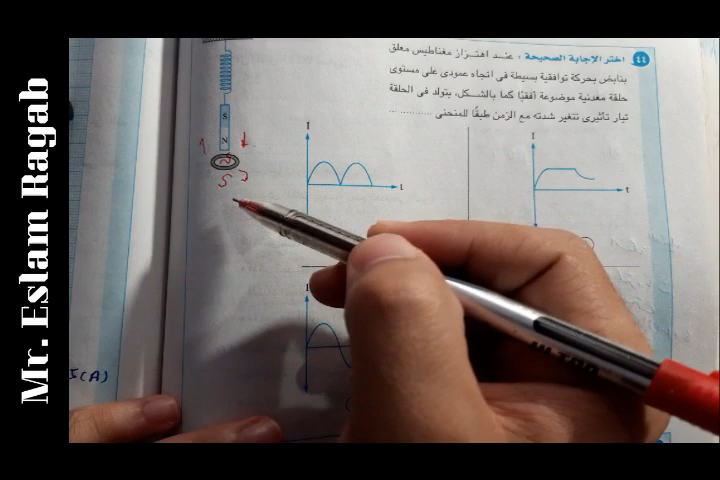 Mr. Eslam Ragab
٤٤ اختر الإجابة الصحيحة : عند اهتزاز مغناطيس معلق
بنابض بحركة توافقية بسيطة فى اتجاه عمودى على مستوى
حلقة معدنية موضوعة أفقيًا كما بالشكل، يتولد فى الحلقة
تيار تأثيرى تتغير شدته مع الزمن طبقًا للمنحنى ............
S
N
N
S
I
t
I
t
I
I(A)